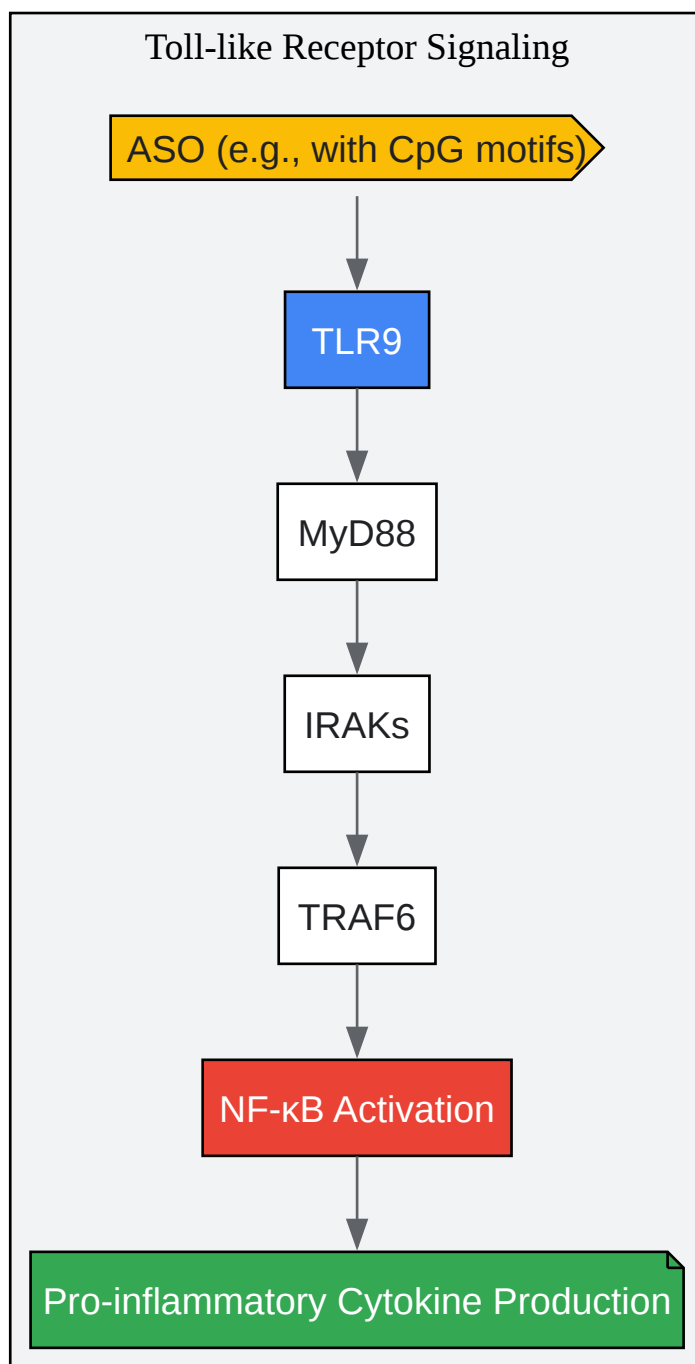 Toll-like Receptor Signaling
ASO (e.g., with CpG motifs)
TLR9
MyD88
IRAKs
TRAF6
NF-κB Activation
Pro-inflammatory Cytokine Production